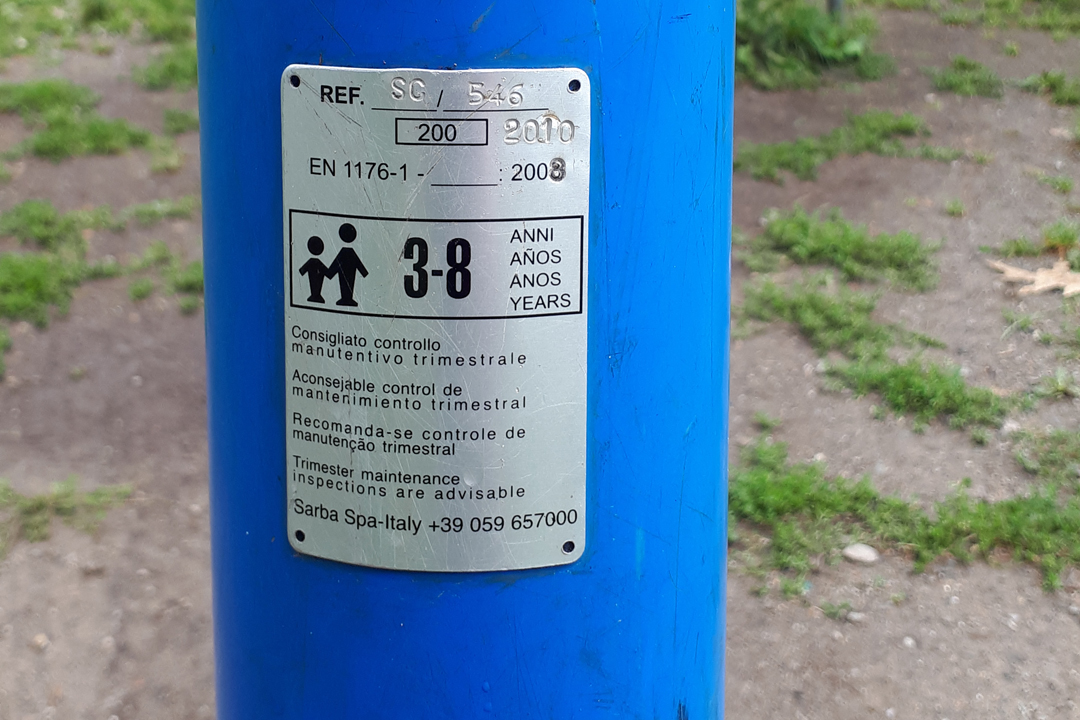 REF. SG / 546
200 2010
EN 1176-1 - : 2008
3-8
ANNI
AÑOS
ANOS
YEARS
Consigliato controllo
manutentivo trimestrale
Aconsejable control de
mantenimiento trimestral
Recomanda-se controle de
manutenção trimestral
Trimester maintenance
inspections are advisable
Sarba Spa-Italy +39 059 657000